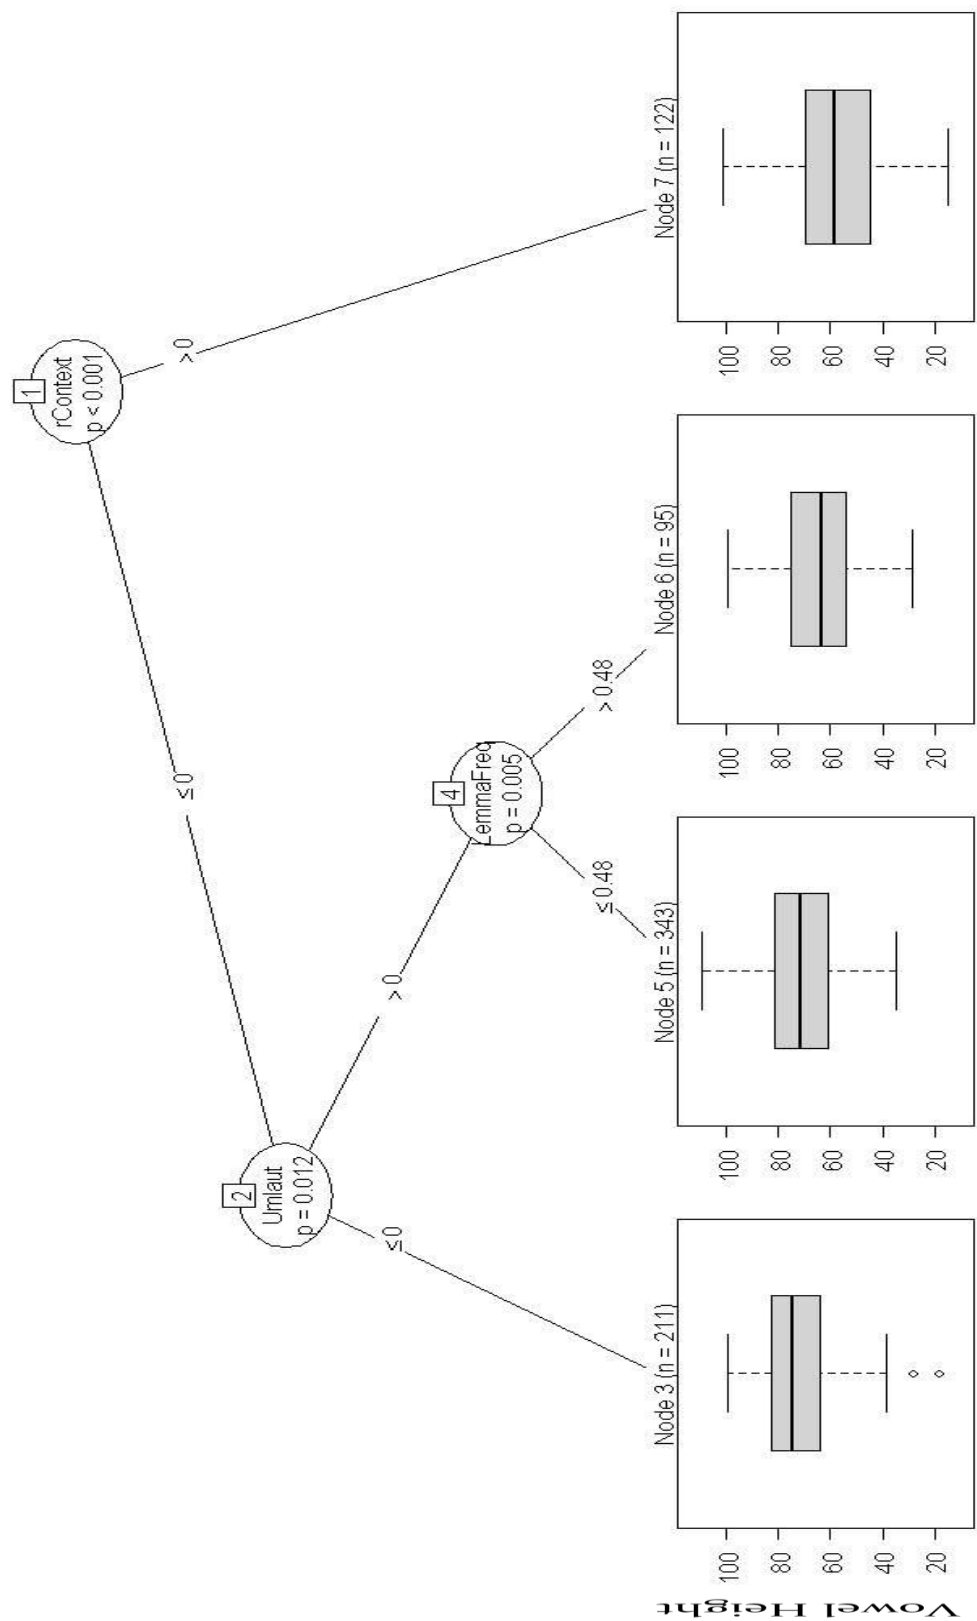 1
rContext
p < 0.001
≤0
>0
2
Umlaut
p = 0.012
≤0
>0
4
LemmaFreq
p = 0.005
≤0.48
>0.48
Node 3 (n = 211)
100
80
60
40
20
Node 5 (n = 343)
100
80
60
40
20
Node 6 (n = 95)
100
80
60
40
20
Node 7 (n = 122)
100
80
60
40
20
Vowel Height